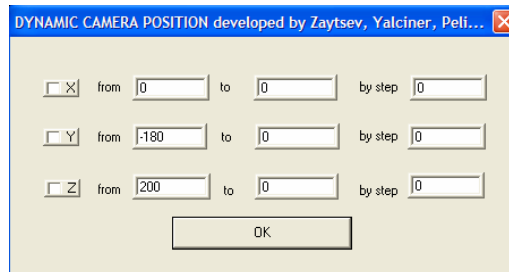 DYNAMIC CAMERA POSITION developed by Zaytsev, Yalciner, Peli...
X from 0 to 0 by step 0
Y from -180 to 0 by step 0
Z from 200 to 0 by step 0
OK